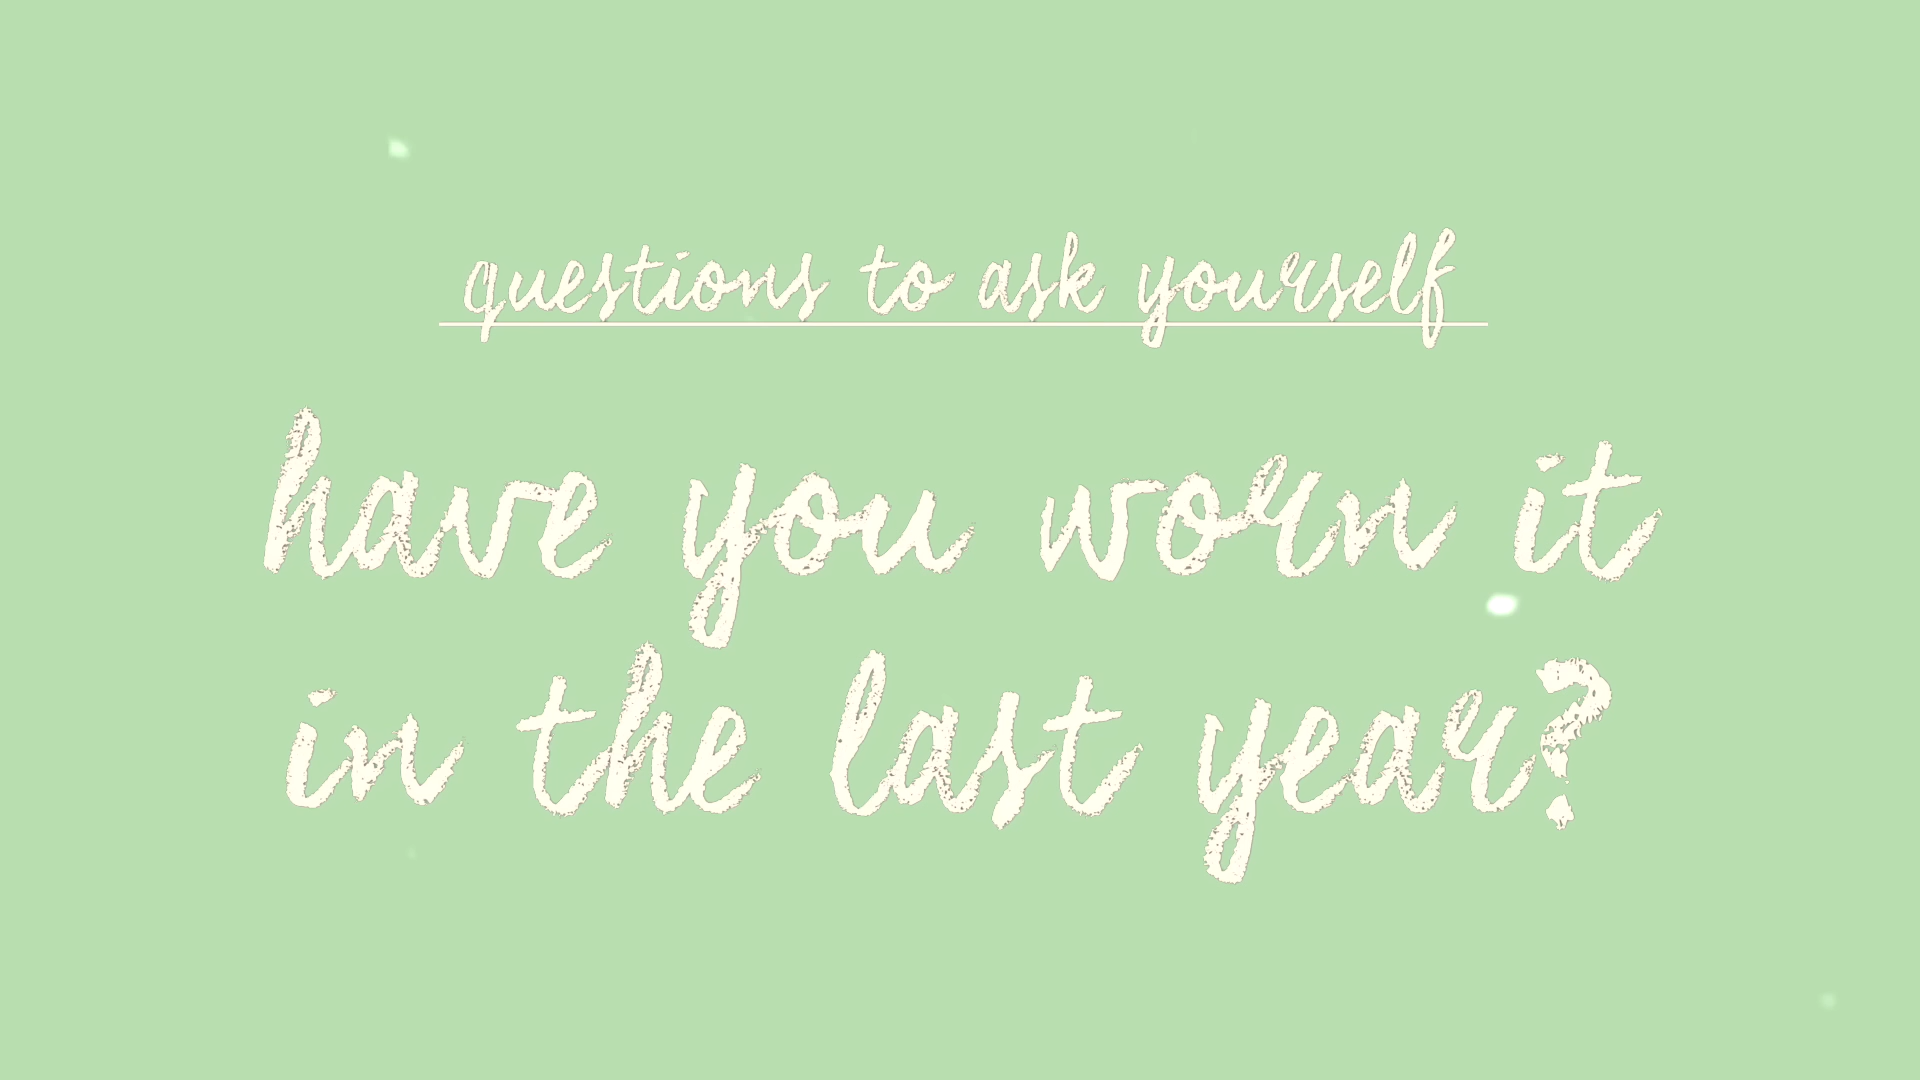 questions to ask yourself
have you worn it
in the last year?